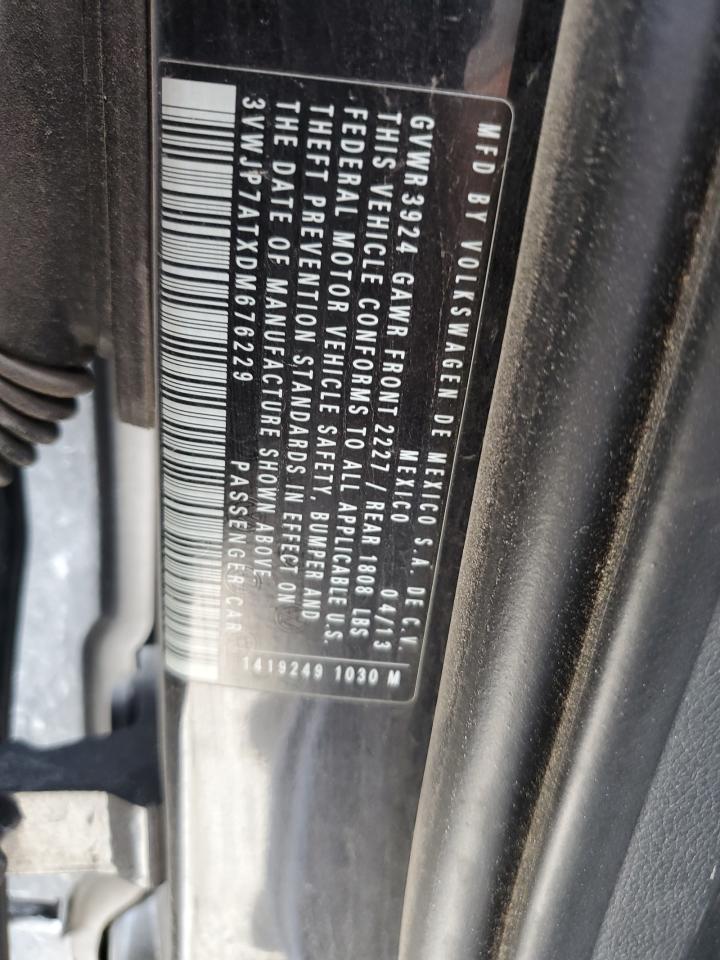 MFD BY VOLKSWAGEN DE MEXICO S.A. DE C.V.
MEXICO 04/13
GVWR 3924 GAWR FRONT 2227 / REAR 1808 LBS
THIS VEHICLE CONFORMS TO ALL APPLICABLE U.S.
FEDERAL MOTOR VEHICLE SAFETY, BUMPER AND
THEFT PREVENTION STANDARDS IN EFFECT ON
THE DATE OF MANUFACTURE SHOWN ABOVE
3VWJP7ATXDM676229 PASSENGER CAR
1419249 1030 M